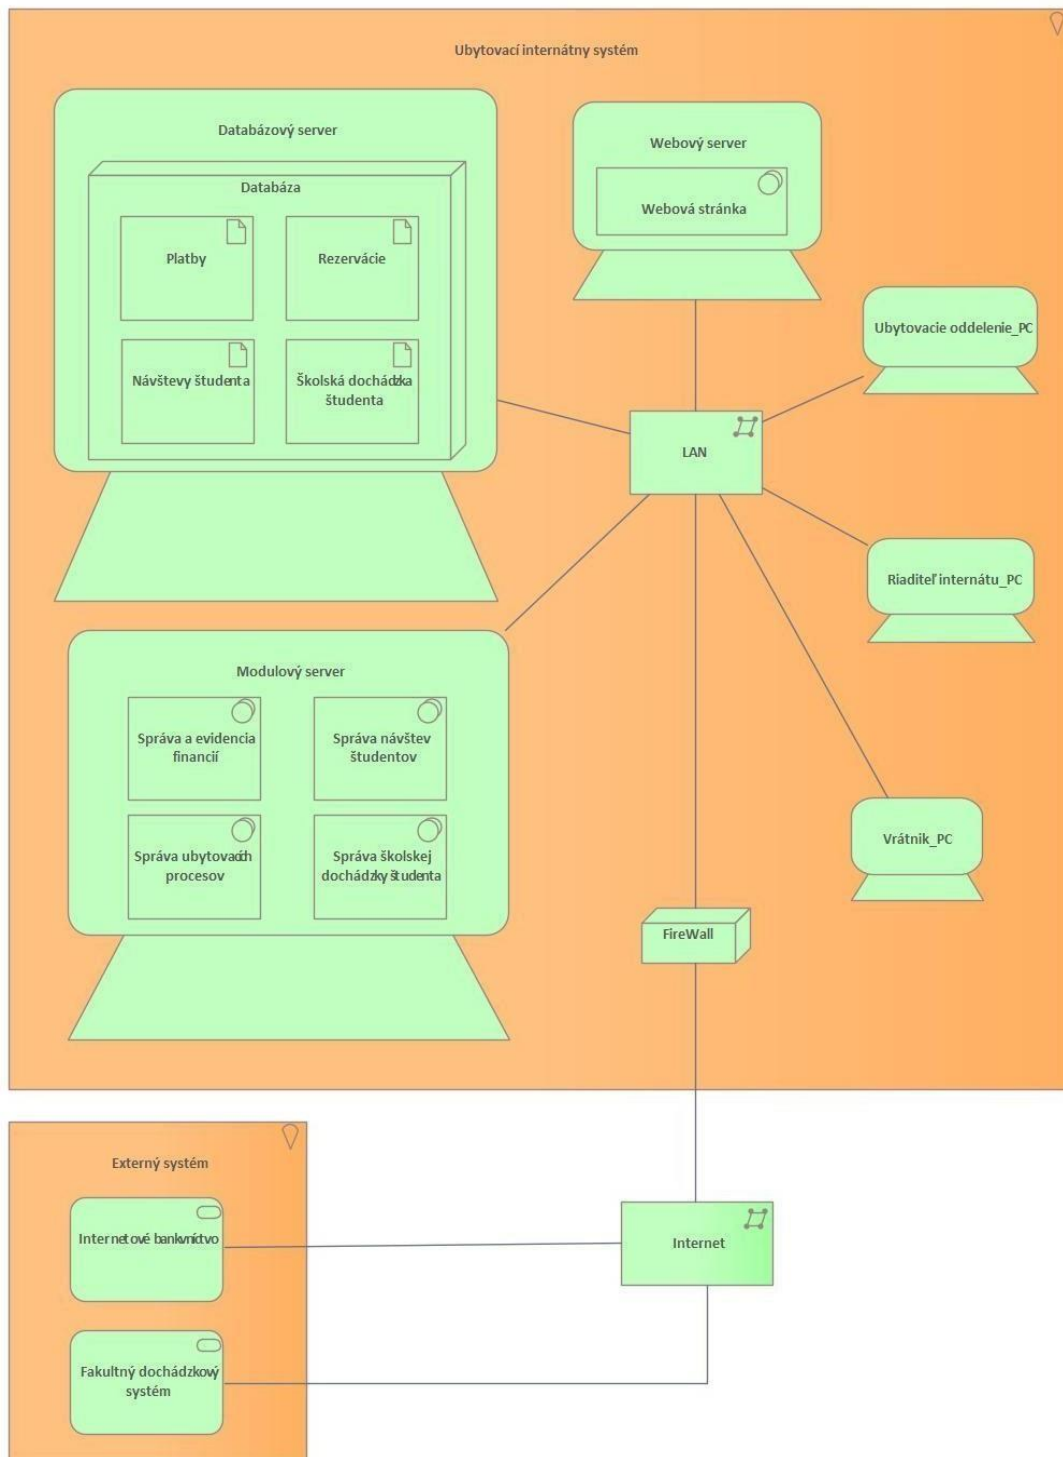 Ubytovací internátny systém
Databázový server
Databáza
Platby
Rezervácie
Návštevy študenta
Školská dochádzka
študenta
Webový server
Webová stránka
Ubytovacie oddelenie_PC
LAN
Riaditeľ internátu_PC
Modulový server
Správa a evidencia
financií
Správa návštev
študentov
Správa ubytovacích
procesov
Správa školskej
dochádzky študenta
Vrátnik_PC
FireWall
Externý systém
Internetové bankovníctvo
Internet
Fakultný dochádzkový
systém